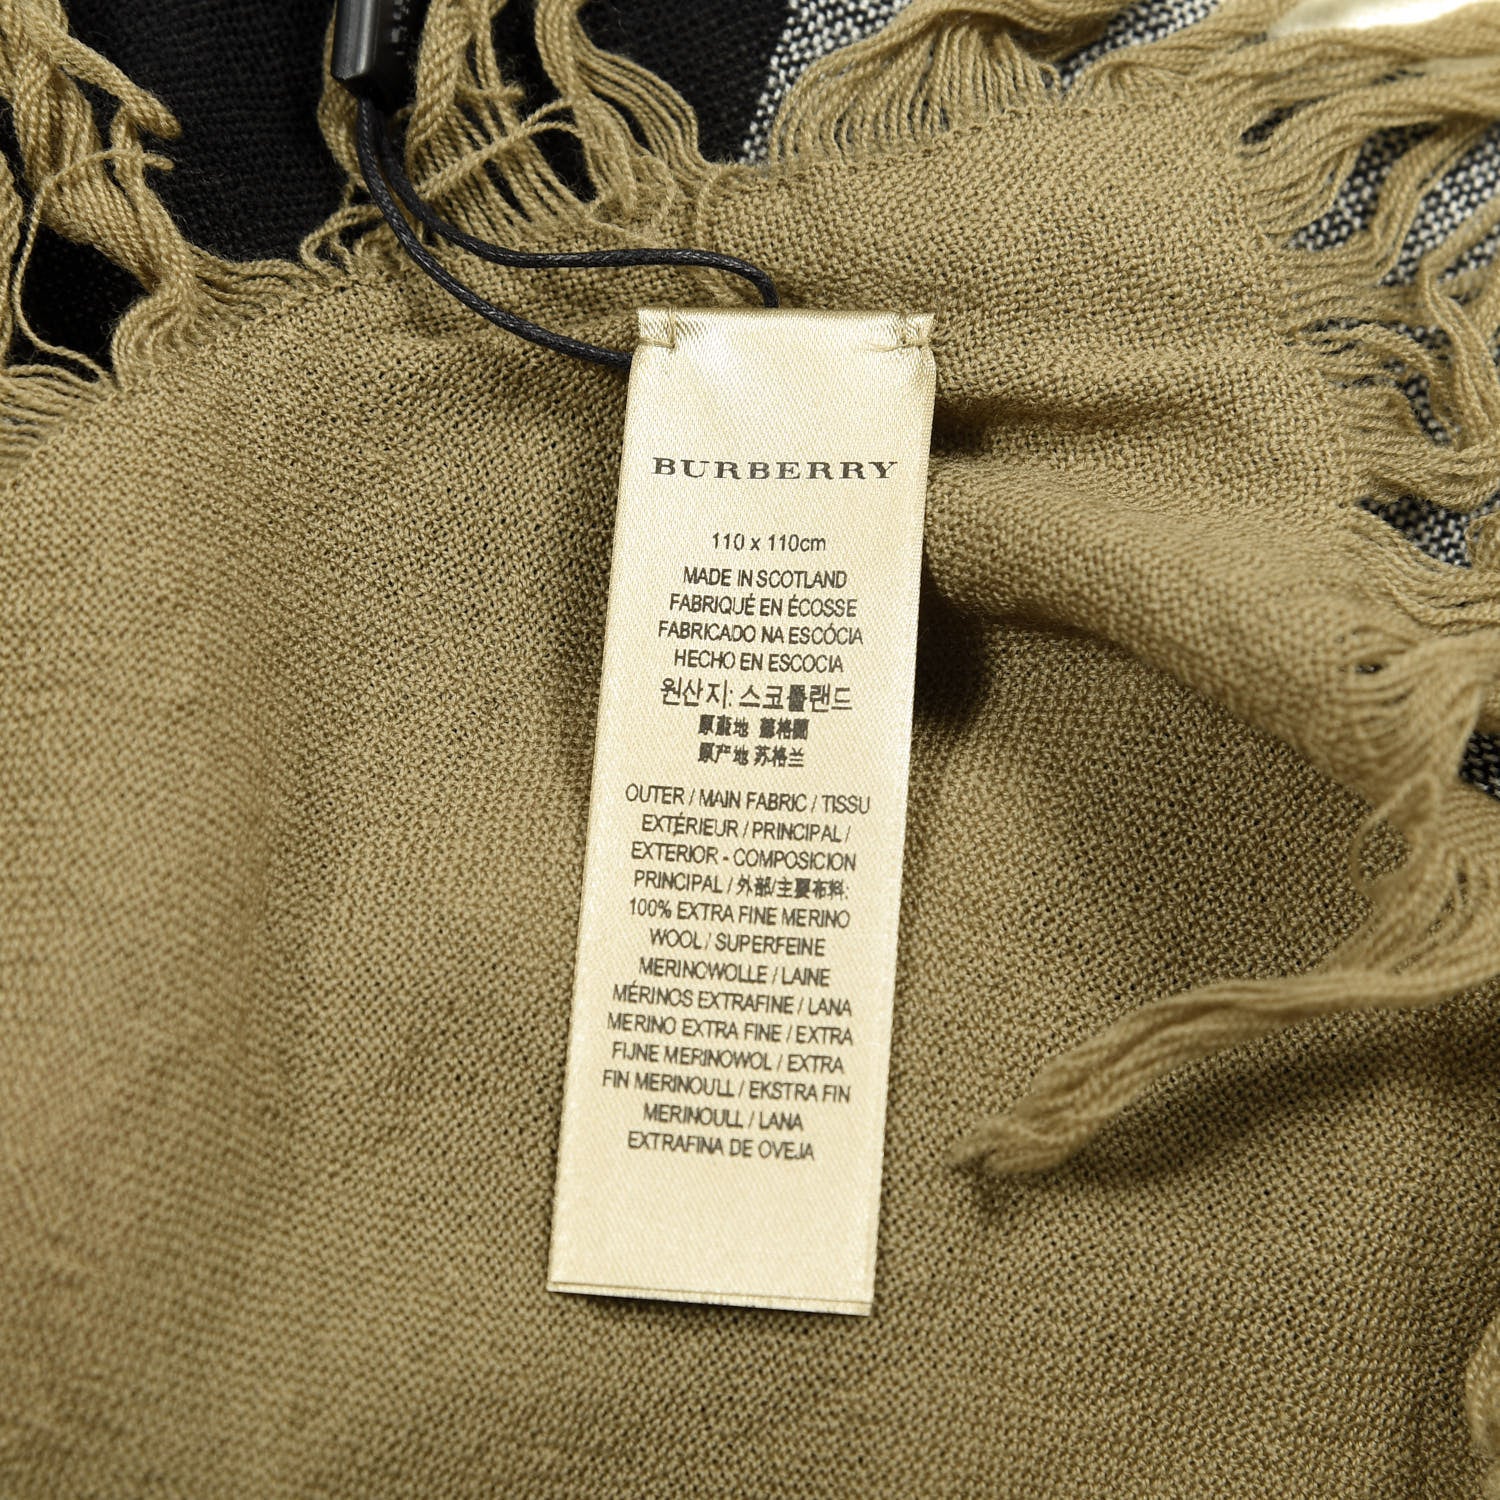 BURBERRY
110 x 110cm
MADE IN SCOTLAND
FABRIQUÉ EN ÉCOSSE
FABRICADO NA ESCÓCIA
HECHO EN ESCOCIA
원산지: 스코틀랜드
原產地 蘇格蘭
原产地 苏格兰
OUTER / MAIN FABRIC / TISSU
EXTÉRIEUR / PRINCIPAL /
EXTERIOR - COMPOSICION
PRINCIPAL / 外部/主要布料:
100% EXTRA FINE MERINO
WOOL / SUPERFEINE
MERINOWOLLE / LAINE
MÉRINOS EXTRAFINE / LANA
MERINO EXTRA FINE / EXTRA
FIJNE MERINOWOL / EXTRA
FIN MERINOULL / EKSTRA FIN
MERINOULL / LANA
EXTRAFINA DE OVEJA